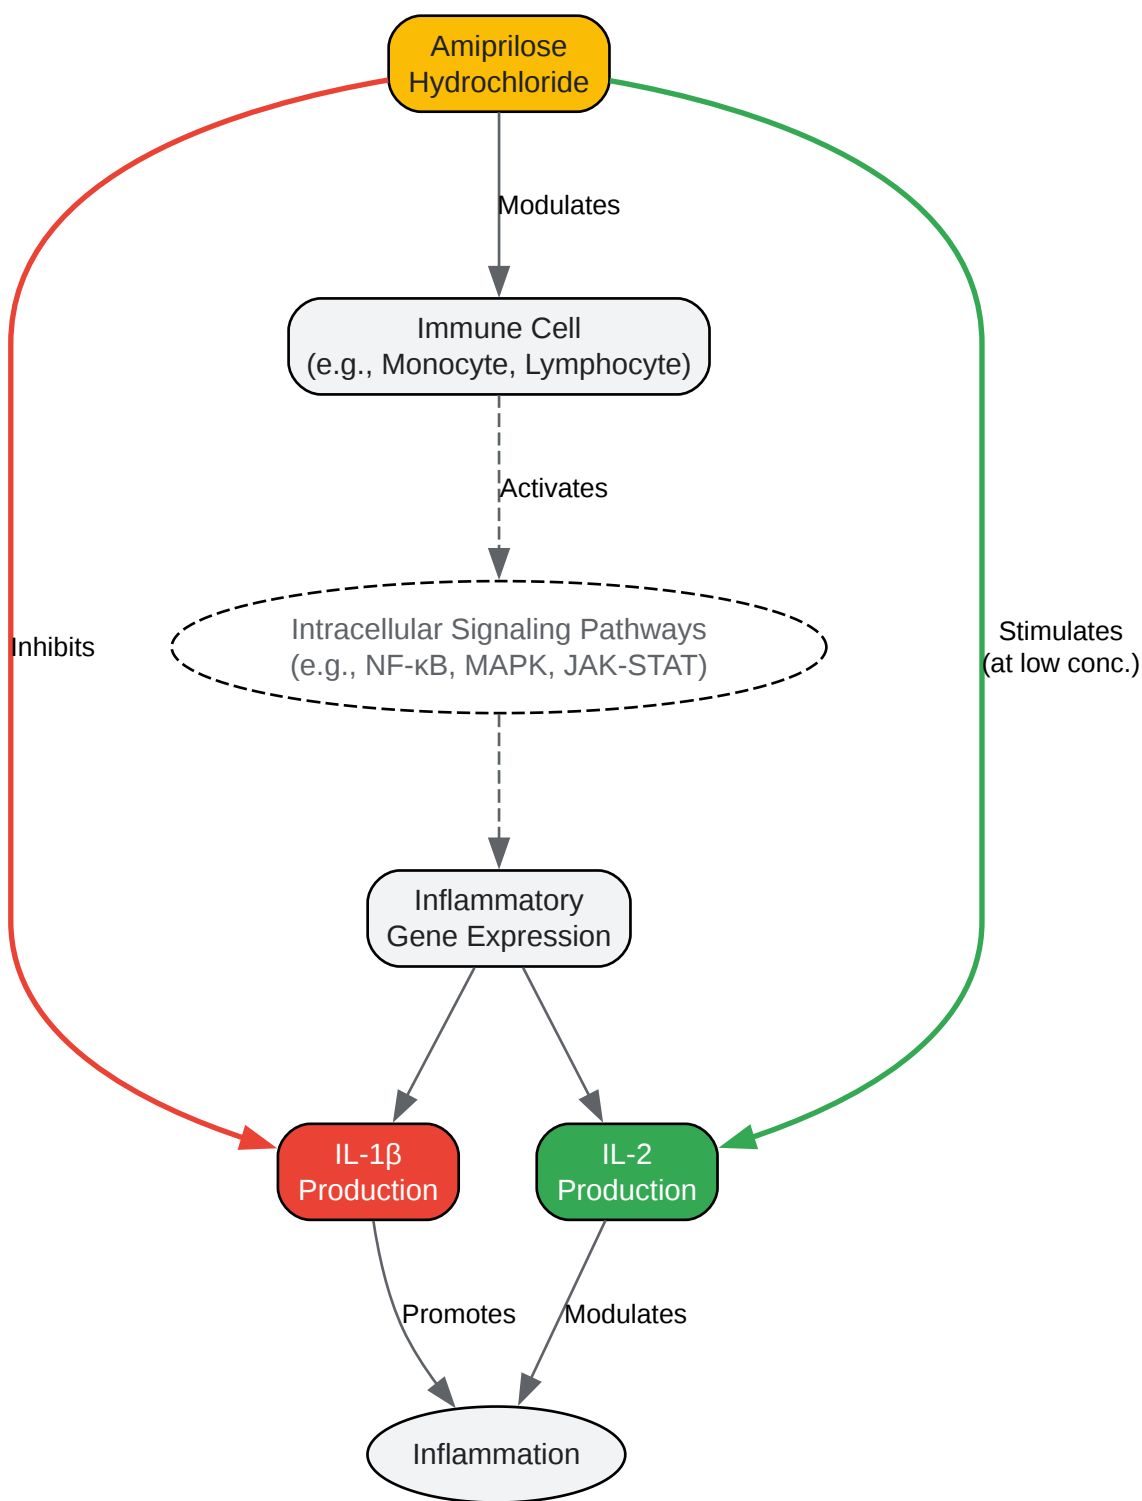 Amiprilose
Hydrochloride
Modulates
Immune Cell
(e.g., Monocyte, Lymphocyte)
Activates
Intracellular Signaling Pathways
(e.g., NF-κB, MAPK, JAK-STAT)
Inhibits
Stimulates
(at low conc.)
Inflammatory
Gene Expression
IL-1β
Production
IL-2
Production
Promotes
Modulates
Inflammation